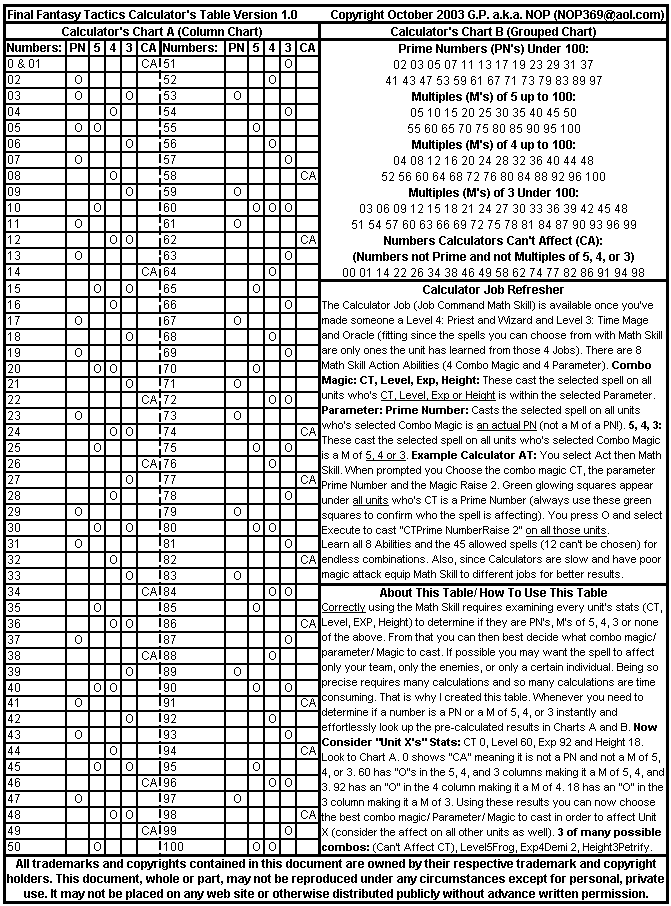 Final Fantasy Tactics Calculator's Table Version 1.0 Copyright October 2003 G.P. a.k.a. NOP (NOP369@aol.com)
Calculator's Chart A (Column Chart)
Numbers: PN 5 4 3 CA Numbers: PN 5 4 3 CA
0 & 01 CA 51 O
02 O 52 O
03 O O 53 O
04 O 54 O
05 O O 55 O
06 O 56 O
07 O 57 O
08 O 58 CA
09 O 59 O
10 O 60 O O O
11 O 61 O
12 O O 62 CA
13 O 63 O
14 CA 64 O
15 O O 65 O
16 O 66 O
17 O 67 O
18 O 68 O
19 O 69 O
20 O O 70 O
21 O 71 O
22 CA 72 O O
23 O 73 O
24 O O 74 CA
25 O 75 O O
26 CA 76 O
27 O 77 CA
28 O 78 O
29 O 79 O
30 O O 80 O O
31 O 81 O
32 O 82 CA
33 O 83 O
34 CA 84 O O
35 O 85 O
36 O O 86 CA
37 O 87 O
38 CA 88 O
39 O 89 O
40 O O 90 O O
41 O 91 CA
42 O 92 O
43 O 93 O
44 O 94 CA
45 O O 95 O
46 CA 96 O O
47 O 97 O
48 O O 98 CA
49 CA 99 O
50 O 100 O O
Calculator's Chart B (Grouped Chart)
Prime Numbers (PN's) Under 100:
02 03 05 07 11 13 17 19 23 29 31 37
41 43 47 53 59 61 67 71 73 79 83 89 97
Multiples (M's) of 5 up to 100:
05 10 15 20 25 30 35 40 45 50
55 60 65 70 75 80 85 90 95 100
Multiples (M's) of 4 up to 100:
04 08 12 16 20 24 28 32 36 40 44 48
52 56 60 64 68 72 76 80 84 88 92 96 100
Multiples (M's) of 3 Under 100:
03 06 09 12 15 18 21 24 27 30 33 36 39 42 45 48
51 54 57 60 63 66 69 72 75 78 81 84 87 90 93 96 99
Numbers Calculators Can't Affect (CA):
(Numbers not Prime and not Multiples of 5, 4, or 3)
00 01 14 22 26 34 38 46 49 58 62 74 77 82 86 91 94 98
Calculator Job Refresher
The Calculator Job (Job Command Math Skill) is available once you've
made someone a Level 4: Priest and Wizard and Level 3: Time Mage
and Oracle (fitting since the spells you can choose from with Math Skill
are only ones the unit has learned from those 4 Jobs). There are 8
Math Skill Action Abilities (4 Combo Magic and 4 Parameter). Combo
Magic: CT, Level, Exp, Height: These cast the selected spell on all
units who's CT, Level, Exp or Height is within the selected Parameter.
Parameter: Prime Number: Casts the selected spell on all units
who's selected Combo Magic is an actual PN (not a M of a PN!). 5, 4, 3:
These cast the selected spell on all units who's selected Combo Magic
is a M of 5, 4 or 3. Example Calculator AT: You select Act then Math
Skill. When prompted you Choose the combo magic CT, the parameter
Prime Number and the Magic Raise 2. Green glowing squares appear
under all units who's CT is a Prime Number (always use these green
squares to confirm who the spell is affecting). You press O and select
Execute to cast "CTPrime NumberRaise 2" on all those units.
Learn all 8 Abilities and the 45 allowed spells (12 can't be chosen) for
endless combinations. Also, since Calculators are slow and have poor
magic attack equip Math Skill to different jobs for better results.
About This Table/ How To Use This Table
Correctly using the Math Skill requires examining every unit's stats (CT,
Level, EXP, Height) to determine if they are PN's, M's of 5, 4, 3 or none
of the above. From that you can then best decide what combo magic/
parameter/ Magic to cast. If possible you may want the spell to affect
only your team, only the enemies, or only a certain individual. Being so
precise requires many calculations and so many calculations are time
consuming. That is why I created this table. Whenever you need to
determine if a number is a PN or a M of 5, 4, or 3 instantly and
effortlessly look up the pre-calculated results in Charts A and B. Now
Consider "Unit X's" Stats: CT 0, Level 60, Exp 92 and Height 18.
Look to Chart A. 0 shows "CA" meaning it is not a PN and not a M of 5,
4, or 3. 60 has "O"s in the 5, 4, and 3 columns making it a M of 5, 4, and
3. 92 has an "O" in the 4 column making it a M of 4. 18 has an "O" in the
3 column making it a M of 3. Using these results you can now choose
the best combo magic/ Parameter/ Magic to cast in order to affect Unit
X (consider the affect on all other units as well). 3 of many possible
combos: (Can't Affect CT), Level5Frog, Exp4Demi 2, Height3Petrify.
All trademarks and copyrights contained in this document are owned by their respective trademark and copyright
holders. This document, whole or part, may not be reproduced under any circumstances except for personal, private
use. It may not be placed on any web site or otherwise distributed publicly without advance written permission.